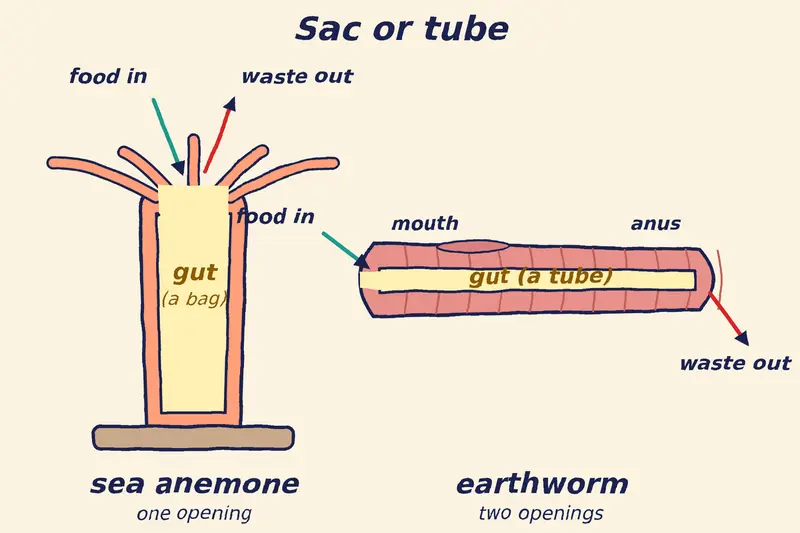 Sac or tube
food in
waste out
food in
mouth
anus
gut
(a bag)
gut (a tube)
waste out
sea anemone
one opening
earthworm
two openings